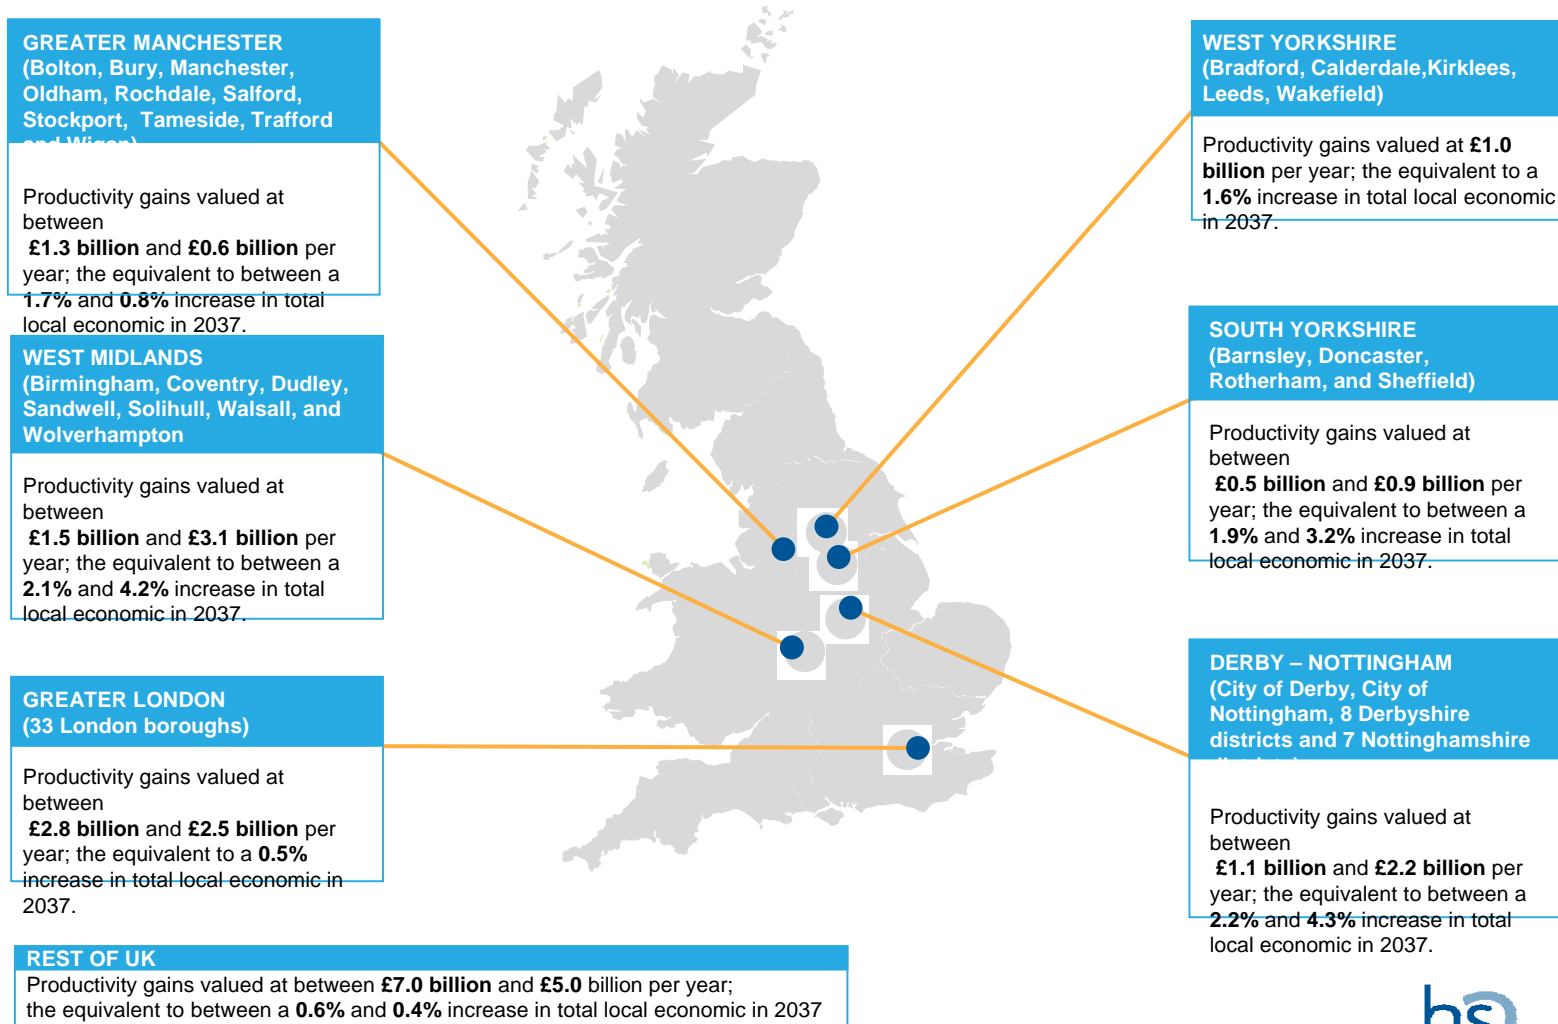 GREATER MANCHESTER
(Bolton, Bury, Manchester,
Oldham, Rochdale, Salford,
Stockport, Tameside, Trafford
and Wigan)
Productivity gains valued at
between
£1.3 billion and £0.6 billion per
year; the equivalent to between a
1.7% and 0.8% increase in total
local economic in 2037.
WEST MIDLANDS
(Birmingham, Coventry, Dudley,
Sandwell, Solihull, Walsall, and
Wolverhampton
Productivity gains valued at
between
£1.5 billion and £3.1 billion per
year; the equivalent to between a
2.1% and 4.2% increase in total
local economic in 2037.
GREATER LONDON
(33 London boroughs)
Productivity gains valued at
between
£2.8 billion and £2.5 billion per
year; the equivalent to a 0.5%
increase in total local economic in
2037.
REST OF UK
Productivity gains valued at between £7.0 billion and £5.0 billion per year;
the equivalent to between a 0.6% and 0.4% increase in total local economic in 2037
WEST YORKSHIRE
(Bradford, Calderdale,Kirklees,
Leeds, Wakefield)
Productivity gains valued at £1.0
billion per year; the equivalent to a
1.6% increase in total local economic
in 2037.
SOUTH YORKSHIRE
(Barnsley, Doncaster,
Rotherham, and Sheffield)
Productivity gains valued at
between
£0.5 billion and £0.9 billion per
year; the equivalent to between a
1.9% and 3.2% increase in total
local economic in 2037.
DERBY – NOTTINGHAM
(City of Derby, City of
Nottingham, 8 Derbyshire
districts and 7 Nottinghamshire
Productivity gains valued at
between
£1.1 billion and £2.2 billion per
year; the equivalent to between a
2.2% and 4.3% increase in total
local economic in 2037.